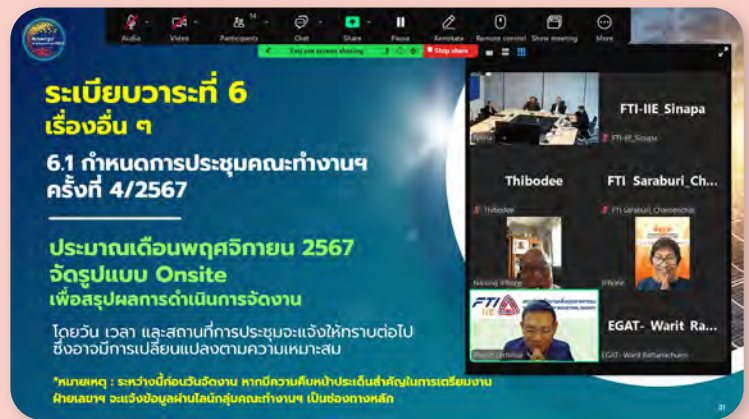 Audio
Video
Participants
14
Chat
Share
Pause
Annotate
Remote control
Show meeting
More
You are screen sharing
Stop share
ระเบียบวาระที่ 6
เรื่องอื่น ๆ
6.1 กำหนดการประชุมคณะทำงานฯ
ครั้งที่ 4/2567
ประมาณเดือนพฤศจิกายน 2567
จัดรูปแบบ Onsite
เพื่อสรุปผลการดำเนินการจัดงาน
โดยวัน เวลา และสถานที่การประชุมจะแจ้งให้ทราบต่อไป
ซึ่งอาจมีการเปลี่ยนแปลงตามความเหมาะสม
*หมายเหตุ : ระหว่างนี้ก่อนวันจัดงาน หากมีความคืบหน้าประเด็นสำคัญในการเตรียมงาน
ฝ่ายเลขาฯ จะแจ้งข้อมูลผ่านไลน์กลุ่มคณะทำงานฯ เป็นช่องทางหลัก
FTI-IIE_Sinapa
FTI-IIE_Sinapa
Thibodee
FTI Saraburi_Ch...
Thibodee
FTI Saraburi_Charoenchai
FTI
IIE
EGAT- Warit Ra...
EGAT- Warit Rattanachuen
31